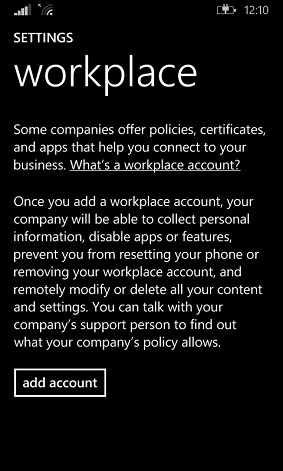 12:10
SETTINGS
workplace
Some companies offer policies, certificates,
and apps that help you connect to your
business. What's a workplace account?
Once you add a workplace account, your
company will be able to collect personal
information, disable apps or features,
prevent you from resetting your phone or
removing your workplace account, and
remotely modify or delete all your content
and settings. You can talk with your
company's support person to find out
what your company's policy allows.
add account